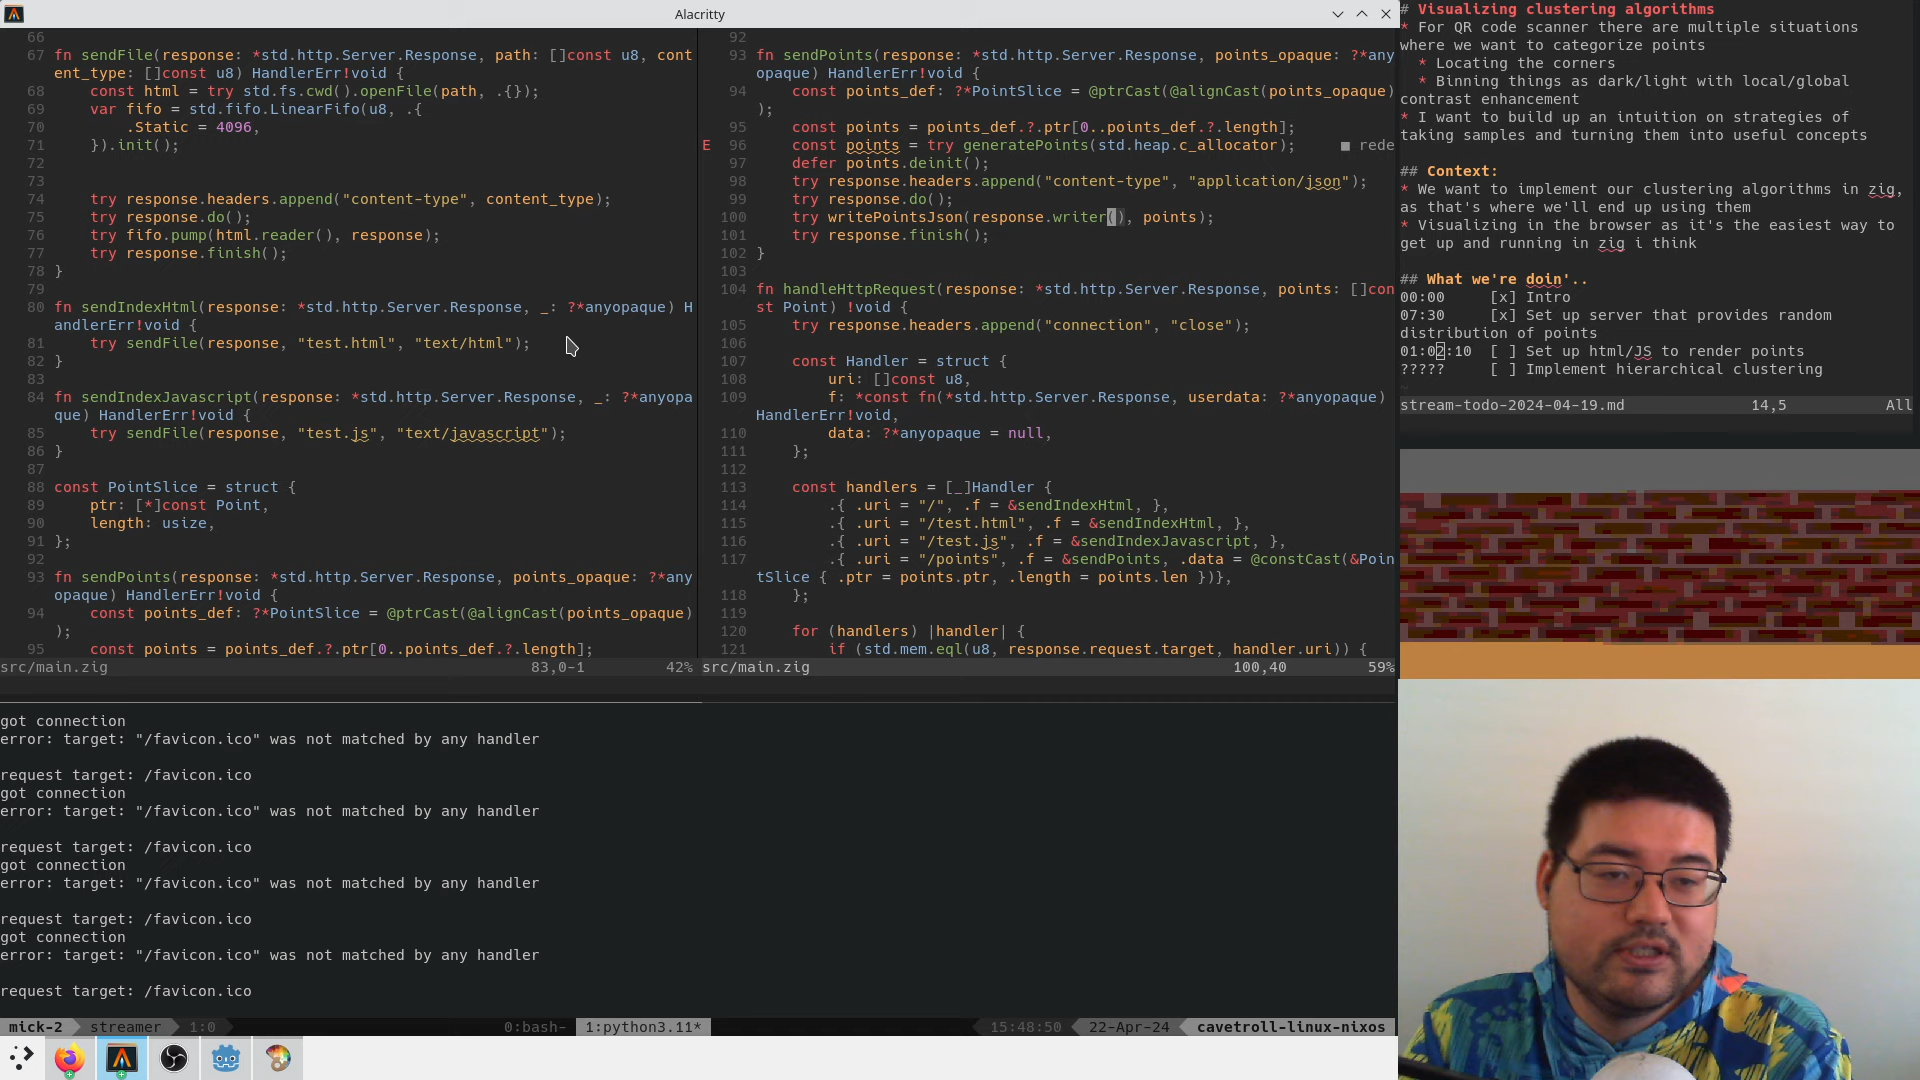 Alacritty
66
67 fn sendFile(response: *std.http.Server.Response, path: []const u8, cont
ent_type: []const u8) HandlerErr!void {
68     const html = try std.fs.cwd().openFile(path, .{});
69     var fifo = std.fifo.LinearFifo(u8, .{
70         .Static = 4096,
71     }).init();
72
73
74     try response.headers.append("content-type", content_type);
75     try response.do();
76     try fifo.pump(html.reader(), response);
77     try response.finish();
78 }
79
80 fn sendIndexHtml(response: *std.http.Server.Response, _: ?*anyopaque) H
andlerErr!void {
81     try sendFile(response, "test.html", "text/html");
82 }
83
84 fn sendIndexJavascript(response: *std.http.Server.Response, _: ?*anyopa
que) HandlerErr!void {
85     try sendFile(response, "test.js", "text/javascript");
86 }
87
88 const PointSlice = struct {
89     ptr: [*]const Point,
90     length: usize,
91 };
92
93 fn sendPoints(response: *std.http.Server.Response, points_opaque: ?*any
opaque) HandlerErr!void {
94     const points_def: ?*PointSlice = @ptrCast(@alignCast(points_opaque)
);
95     const points = points_def.?.ptr[0..points_def.?.length];
src/main.zig 83,0-1 42%
92
93 fn sendPoints(response: *std.http.Server.Response, points_opaque: ?*any
opaque) HandlerErr!void {
94     const points_def: ?*PointSlice = @ptrCast(@alignCast(points_opaque)
);
95     const points = points_def.?.ptr[0..points_def.?.length];
E 96     const points = try generatePoints(std.heap.c_allocator); ■ rede
97     defer points.deinit();
98     try response.headers.append("content-type", "application/json");
99     try response.do();
100     try writePointsJson(response.writer(), points);
101     try response.finish();
102 }
103
104 fn handleHttpRequest(response: *std.http.Server.Response, points: []con
st Point) !void {
105     try response.headers.append("connection", "close");
106
107     const Handler = struct {
108         uri: []const u8,
109         f: *const fn(*std.http.Server.Response, userdata: ?*anyopaque)
HandlerErr!void,
110         data: ?*anyopaque = null,
111     };
112
113     const handlers = [_]Handler {
114         .{ .uri = "/", .f = &sendIndexHtml, },
115         .{ .uri = "/test.html", .f = &sendIndexHtml, },
116         .{ .uri = "/test.js", .f = &sendIndexJavascript, },
117         .{ .uri = "/points", .f = &sendPoints, .data = @constCast(&Poin
tSlice { .ptr = points.ptr, .length = points.len })},
118     };
119
120     for (handlers) |handler| {
121         if (std.mem.eql(u8, response.request.target, handler.uri)) {
src/main.zig 100,40 59%
# Visualizing clustering algorithms
* For QR code scanner there are multiple situations
where we want to categorize points
  * Locating the corners
  * Binning things as dark/light with local/global
contrast enhancement
* I want to build up an intuition on strategies of
taking samples and turning them into useful concepts

## Context:
* We want to implement our clustering algorithms in zig,
as that's where we'll end up using them
* Visualizing in the browser as it's the easiest way to
get up and running in zig i think

## What we're doin'..
00:00 [x] Intro
07:30 [x] Set up server that provides random
distribution of points
01:02:10 [ ] Set up html/JS to render points
????? [ ] Implement hierarchical clustering
~
stream-todo-2024-04-19.md 14,5 All
got connection
error: target: "/favicon.ico" was not matched by any handler

request target: /favicon.ico
got connection
error: target: "/favicon.ico" was not matched by any handler

request target: /favicon.ico
got connection
error: target: "/favicon.ico" was not matched by any handler

request target: /favicon.ico
got connection
error: target: "/favicon.ico" was not matched by any handler

request target: /favicon.ico
mick-2 streamer 1:0 0:bash- 1:python3.11* 15:48:50 22-Apr-24 cavetroll-linux-nixos